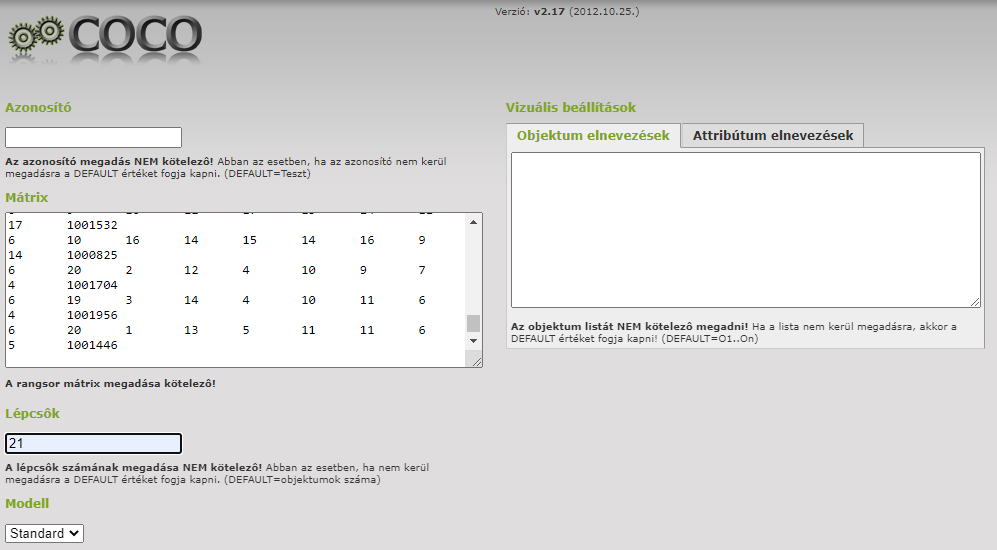 COCO
Verzió: v2.17 (2012.10.25.)
Azonosító
Az azonosító megadás NEM kötelezô! Abban az esetben, ha az azonosító nem kerül
megadásra a DEFAULT értéket fogja kapni. (DEFAULT=Teszt)
Mátrix
17 1001532
6 10 16 14 15 14 16 9
14 1000825
6 20 2 12 4 10 9 7
4 1001704
6 19 3 14 4 10 11 6
4 1001956
6 20 1 13 5 11 11 6
5 1001446
A rangsor mátrix megadása kötelezô!
Lépcsôk
21
A lépcsôk számának megadása NEM kötelezô! Abban az esetben, ha nem kerül
megadásra a DEFAULT értéket fogja kapni. (DEFAULT=objektumok száma)
Modell
Standard
Vizuális beállítások
Objektum elnevezések Attribútum elnevezések
Az objektum listát NEM kötelezô megadni! Ha a lista nem kerül megadásra, akkor a
DEFAULT értéket fogja kapni! (DEFAULT=O1..On)